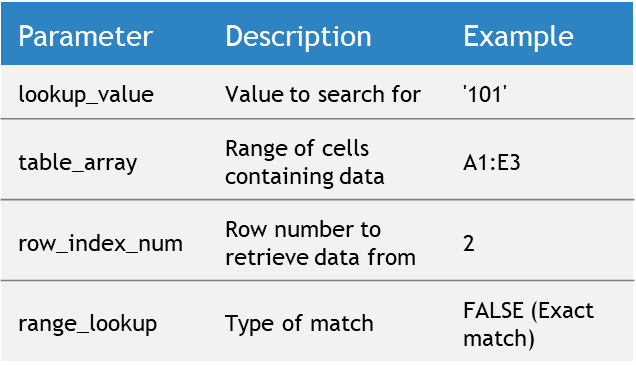 Parameter Description Example
lookup_value Value to search for '101'
table_array Range of cells containing data A1:E3
row_index_num Row number to retrieve data from 2
range_lookup Type of match FALSE (Exact match)